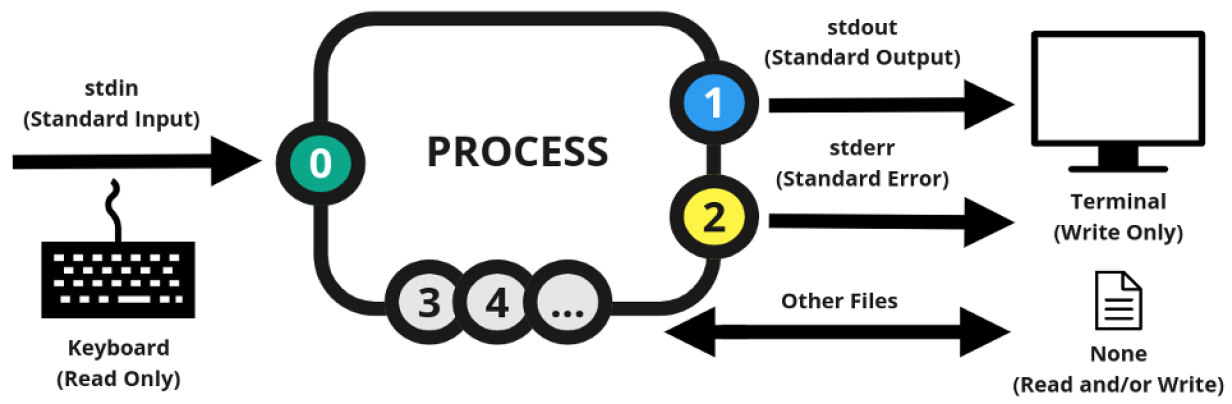 stdin
(Standard Input)
0
Keyboard
(Read Only)
PROCESS
3
4
...
1
2
stdout
(Standard Output)
stderr
(Standard Error)
Other Files
Terminal
(Write Only)
None
(Read and/or Write)